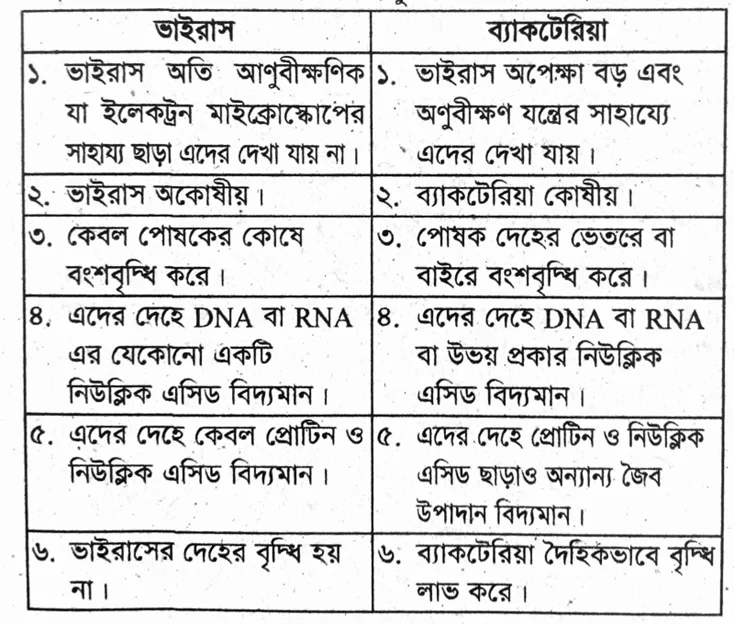 ভাইরাস
ব্যাকটেরিয়া
১. ভাইরাস অতি আণুবীক্ষণিক
যা ইলেকট্রন মাইক্রোস্কোপের
সাহায্য ছাড়া এদের দেখা যায় না।
১. ভাইরাস অপেক্ষা বড় এবং
অণুবীক্ষণ যন্ত্রের সাহায্যে
এদের দেখা যায়।
২. ভাইরাস অকোষীয়।
২. ব্যাকটেরিয়া কোষীয়।
৩. কেবল পোষকের কোষে
বংশবৃদ্ধি করে।
৩. পোষক দেহের ভেতরে বা
বাইরে বংশবৃদ্ধি করে।
৪. এদের দেহে DNA বা RNA
এর যেকোনো একটি
নিউক্লিক এসিড বিদ্যমান।
৪. এদের দেহে DNA বা RNA
বা উভয় প্রকার নিউক্লিক
এসিড বিদ্যমান।
৫. এদের দেহে কেবল প্রোটিন ও
নিউক্লিক এসিড বিদ্যমান।
৫. এদের দেহে প্রোটিন ও নিউক্লিক
এসিড ছাড়াও অন্যান্য জৈব
উপাদান বিদ্যমান।
৬. ভাইরাসের দেহের বৃদ্ধি হয়
না।
৬. ব্যাকটেরিয়া দৈহিকভাবে বৃদ্ধি
লাভ করে।